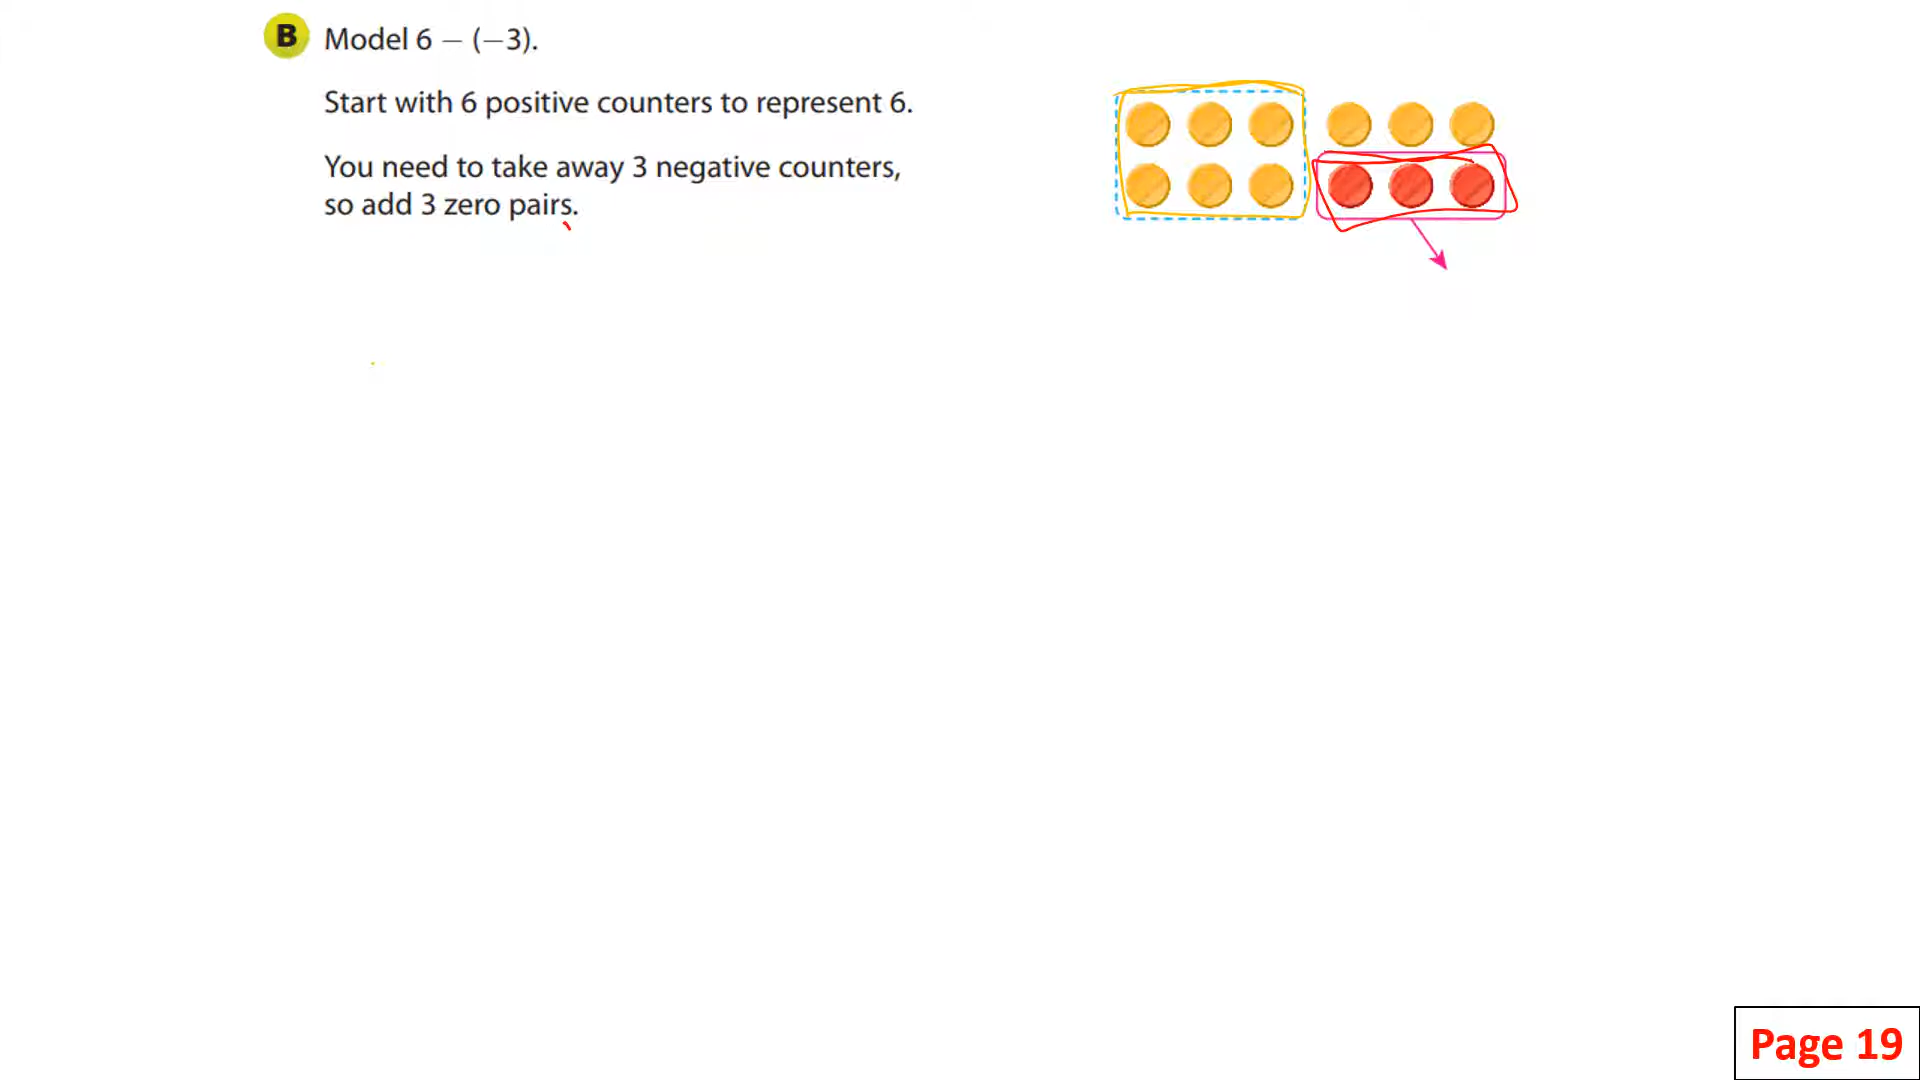 B Model 6 − (−3).
Start with 6 positive counters to represent 6.
You need to take away 3 negative counters,
so add 3 zero pairs.
Page 19